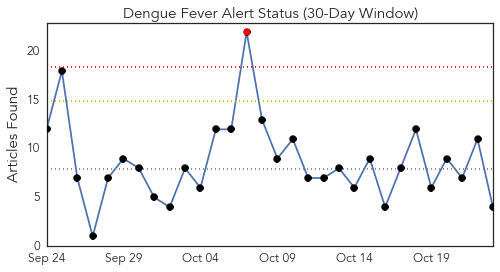 Dengue Fever Alert Status (30-Day Window)
Articles Found
20
15
10
5
0
Sep 24 Sep 29 Oct 04 Oct 09 Oct 14 Oct 19